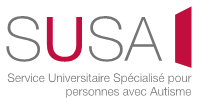 SUSA
Service Universitaire Spécialisé pour
personnes avec Autisme